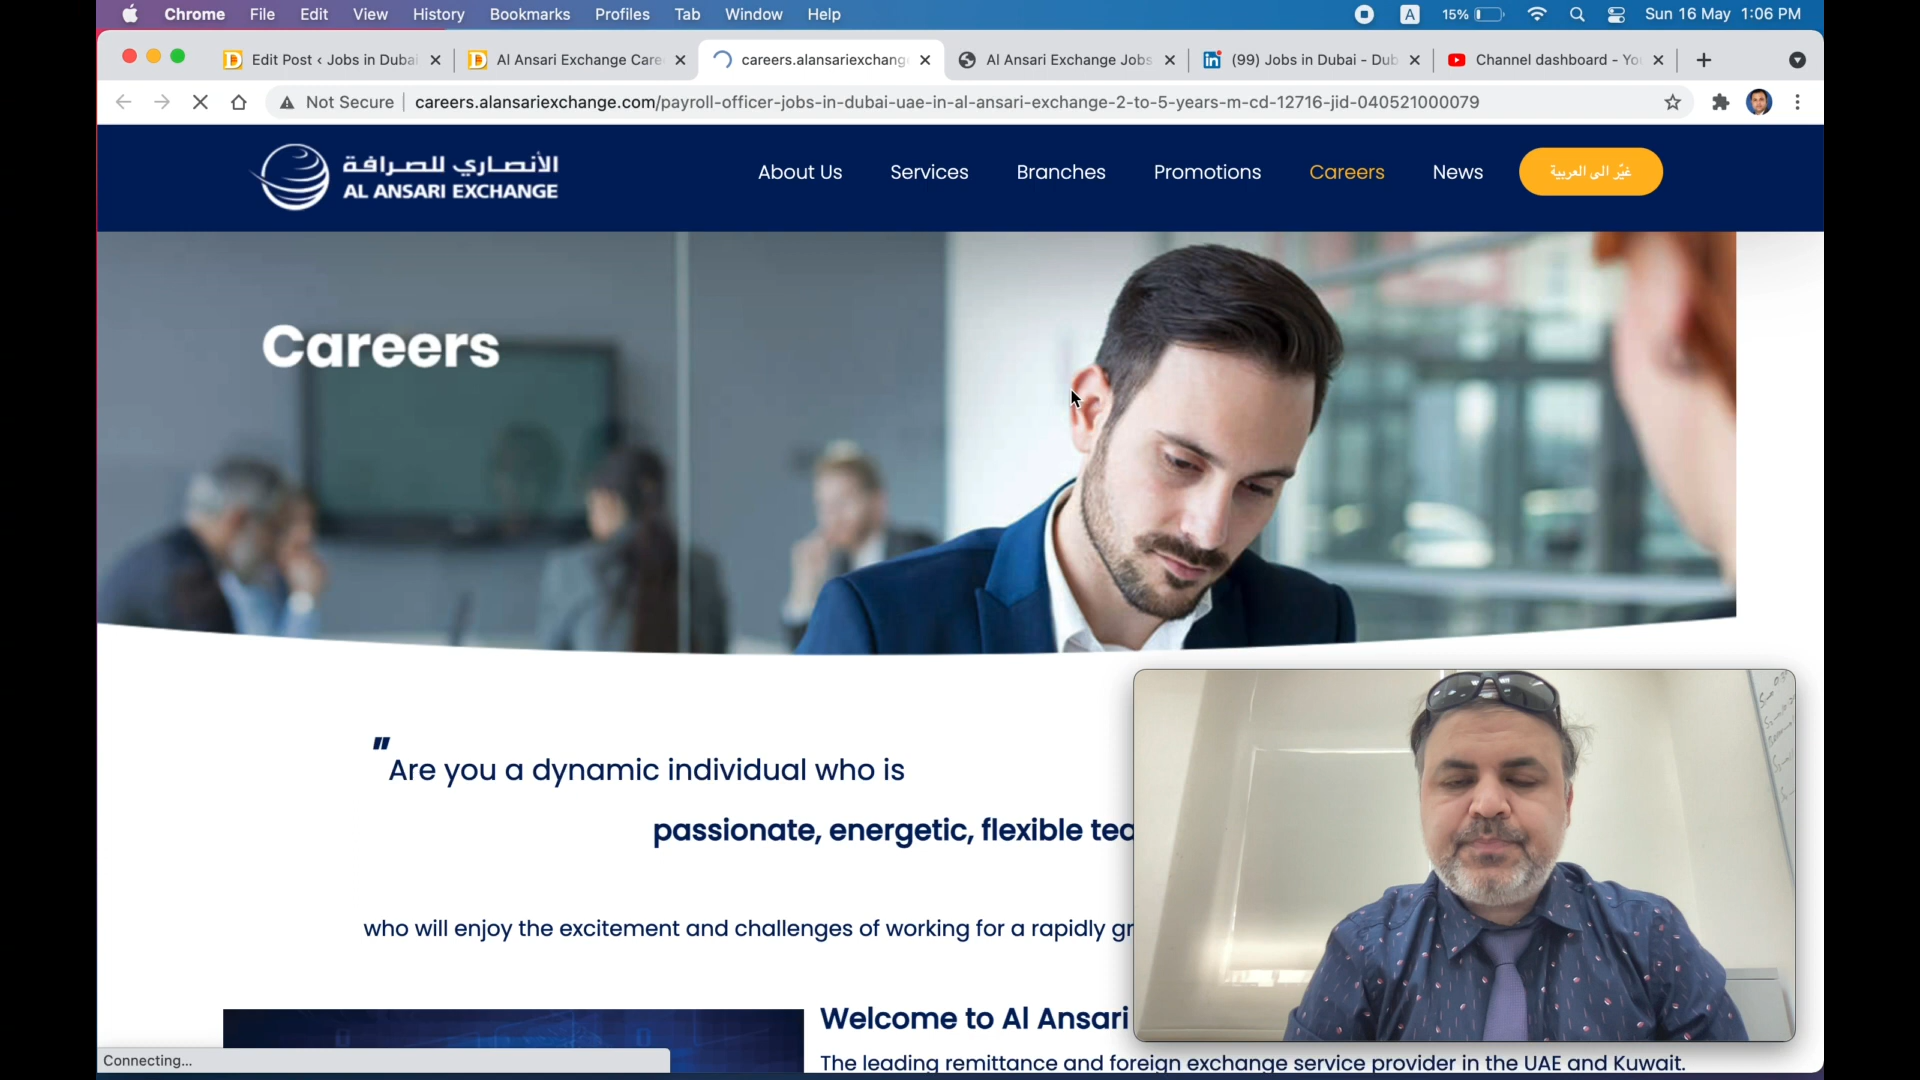 Chrome File Edit View History Bookmarks Profiles Tab Window Help A 15% Sun 16 May 1:06 PM
Edit Post ‹ Jobs in Dubai Al Ansari Exchange Care careers.alansariexchang Al Ansari Exchange Jobs (99) Jobs in Dubai - Dub Channel dashboard - Yo
Not Secure careers.alansariexchange.com/payroll-officer-jobs-in-dubai-uae-in-al-ansari-exchange-2-to-5-years-m-cd-12716-jid-040521000079
الأنصاري للصرافة
AL ANSARI EXCHANGE
About Us Services Branches Promotions Careers News غيّر الى العربية
Careers
"Are you a dynamic individual who is
passionate, energetic, flexible tea
who will enjoy the excitement and challenges of working for a rapidly gr
Welcome to Al Ansari
The leading remittance and foreign exchange service provider in the UAE and Kuwait.
Connecting...